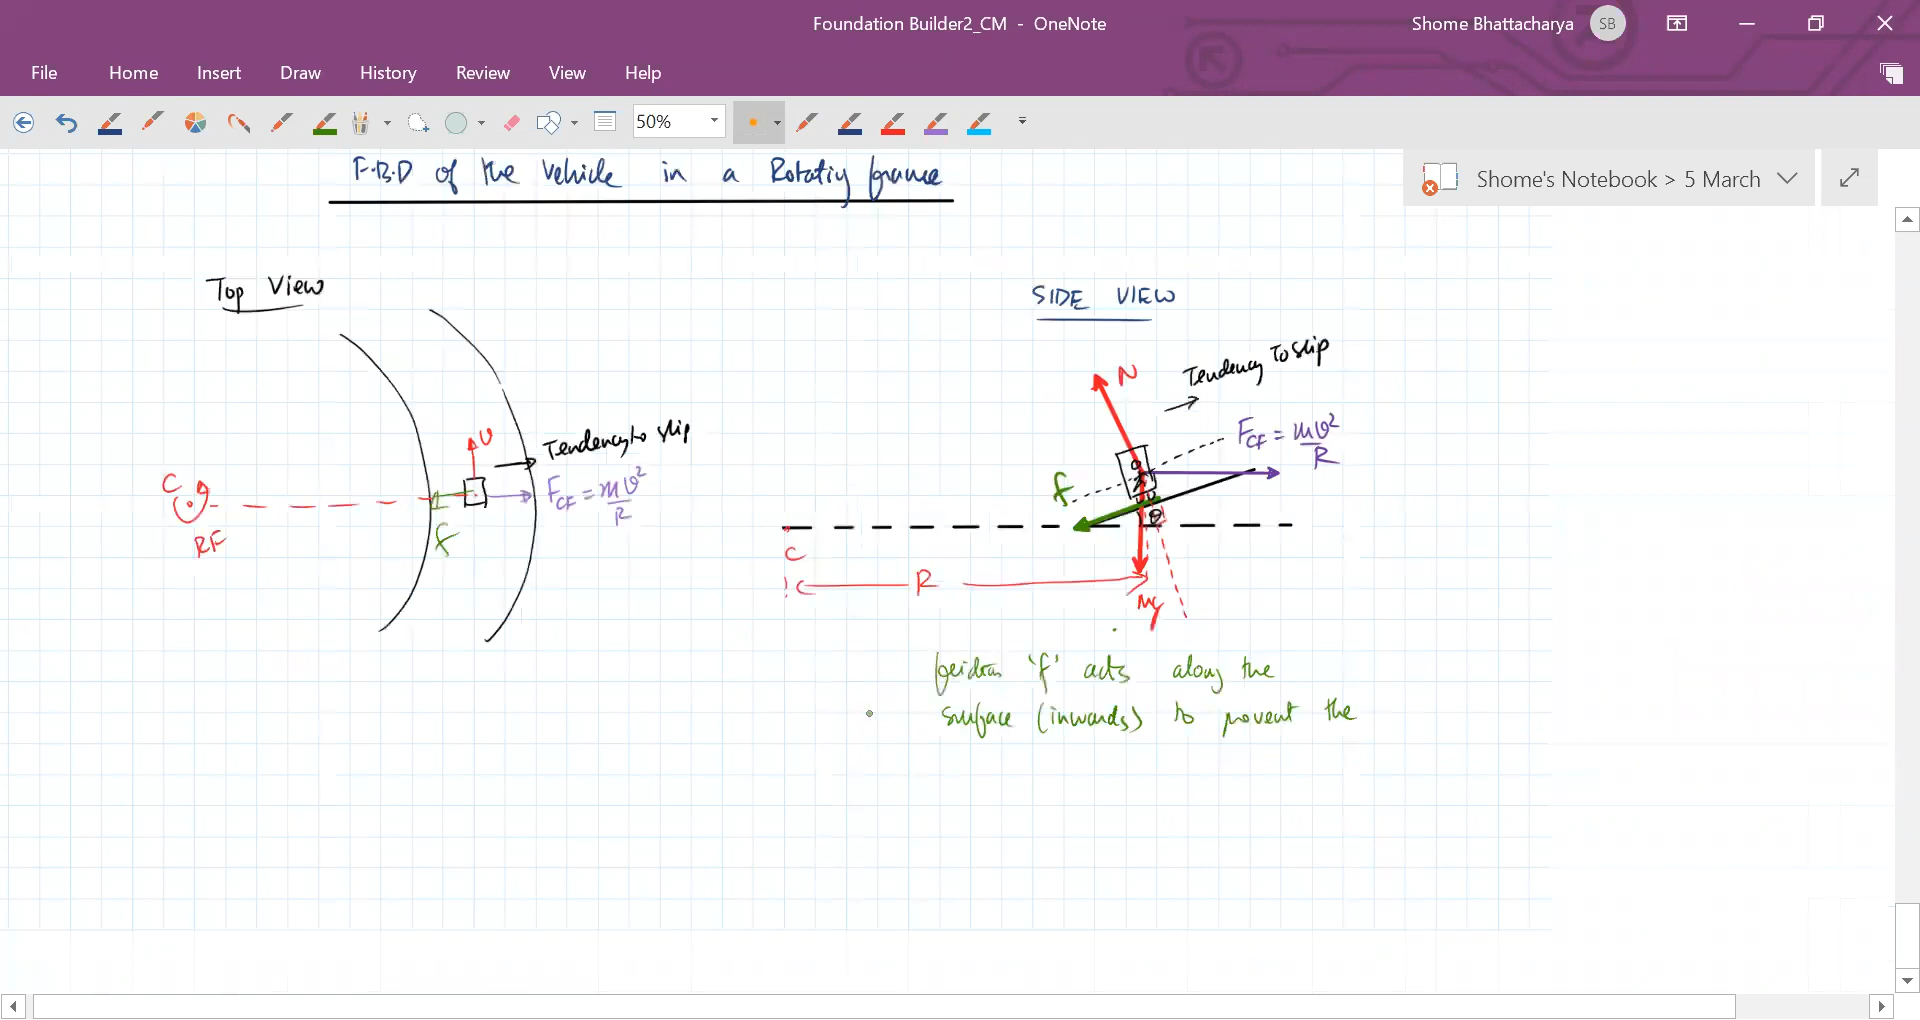 Foundation Builder2_CM - OneNote
Shome Bhattacharya SB
File Home Insert Draw History Review View Help
50%
Shome's Notebook > 5 March
F.B.D of the Vehicle in a Rotating frame
Top View
SIDE VIEW
Tendency To slip
N
F_CF = mv²/R
f
θ
C
R
Mg
Tendency to slip
v
F_CF = mv²/R
C
RF
f
friction 'f' acts along the
surface (inwards) to prevent the